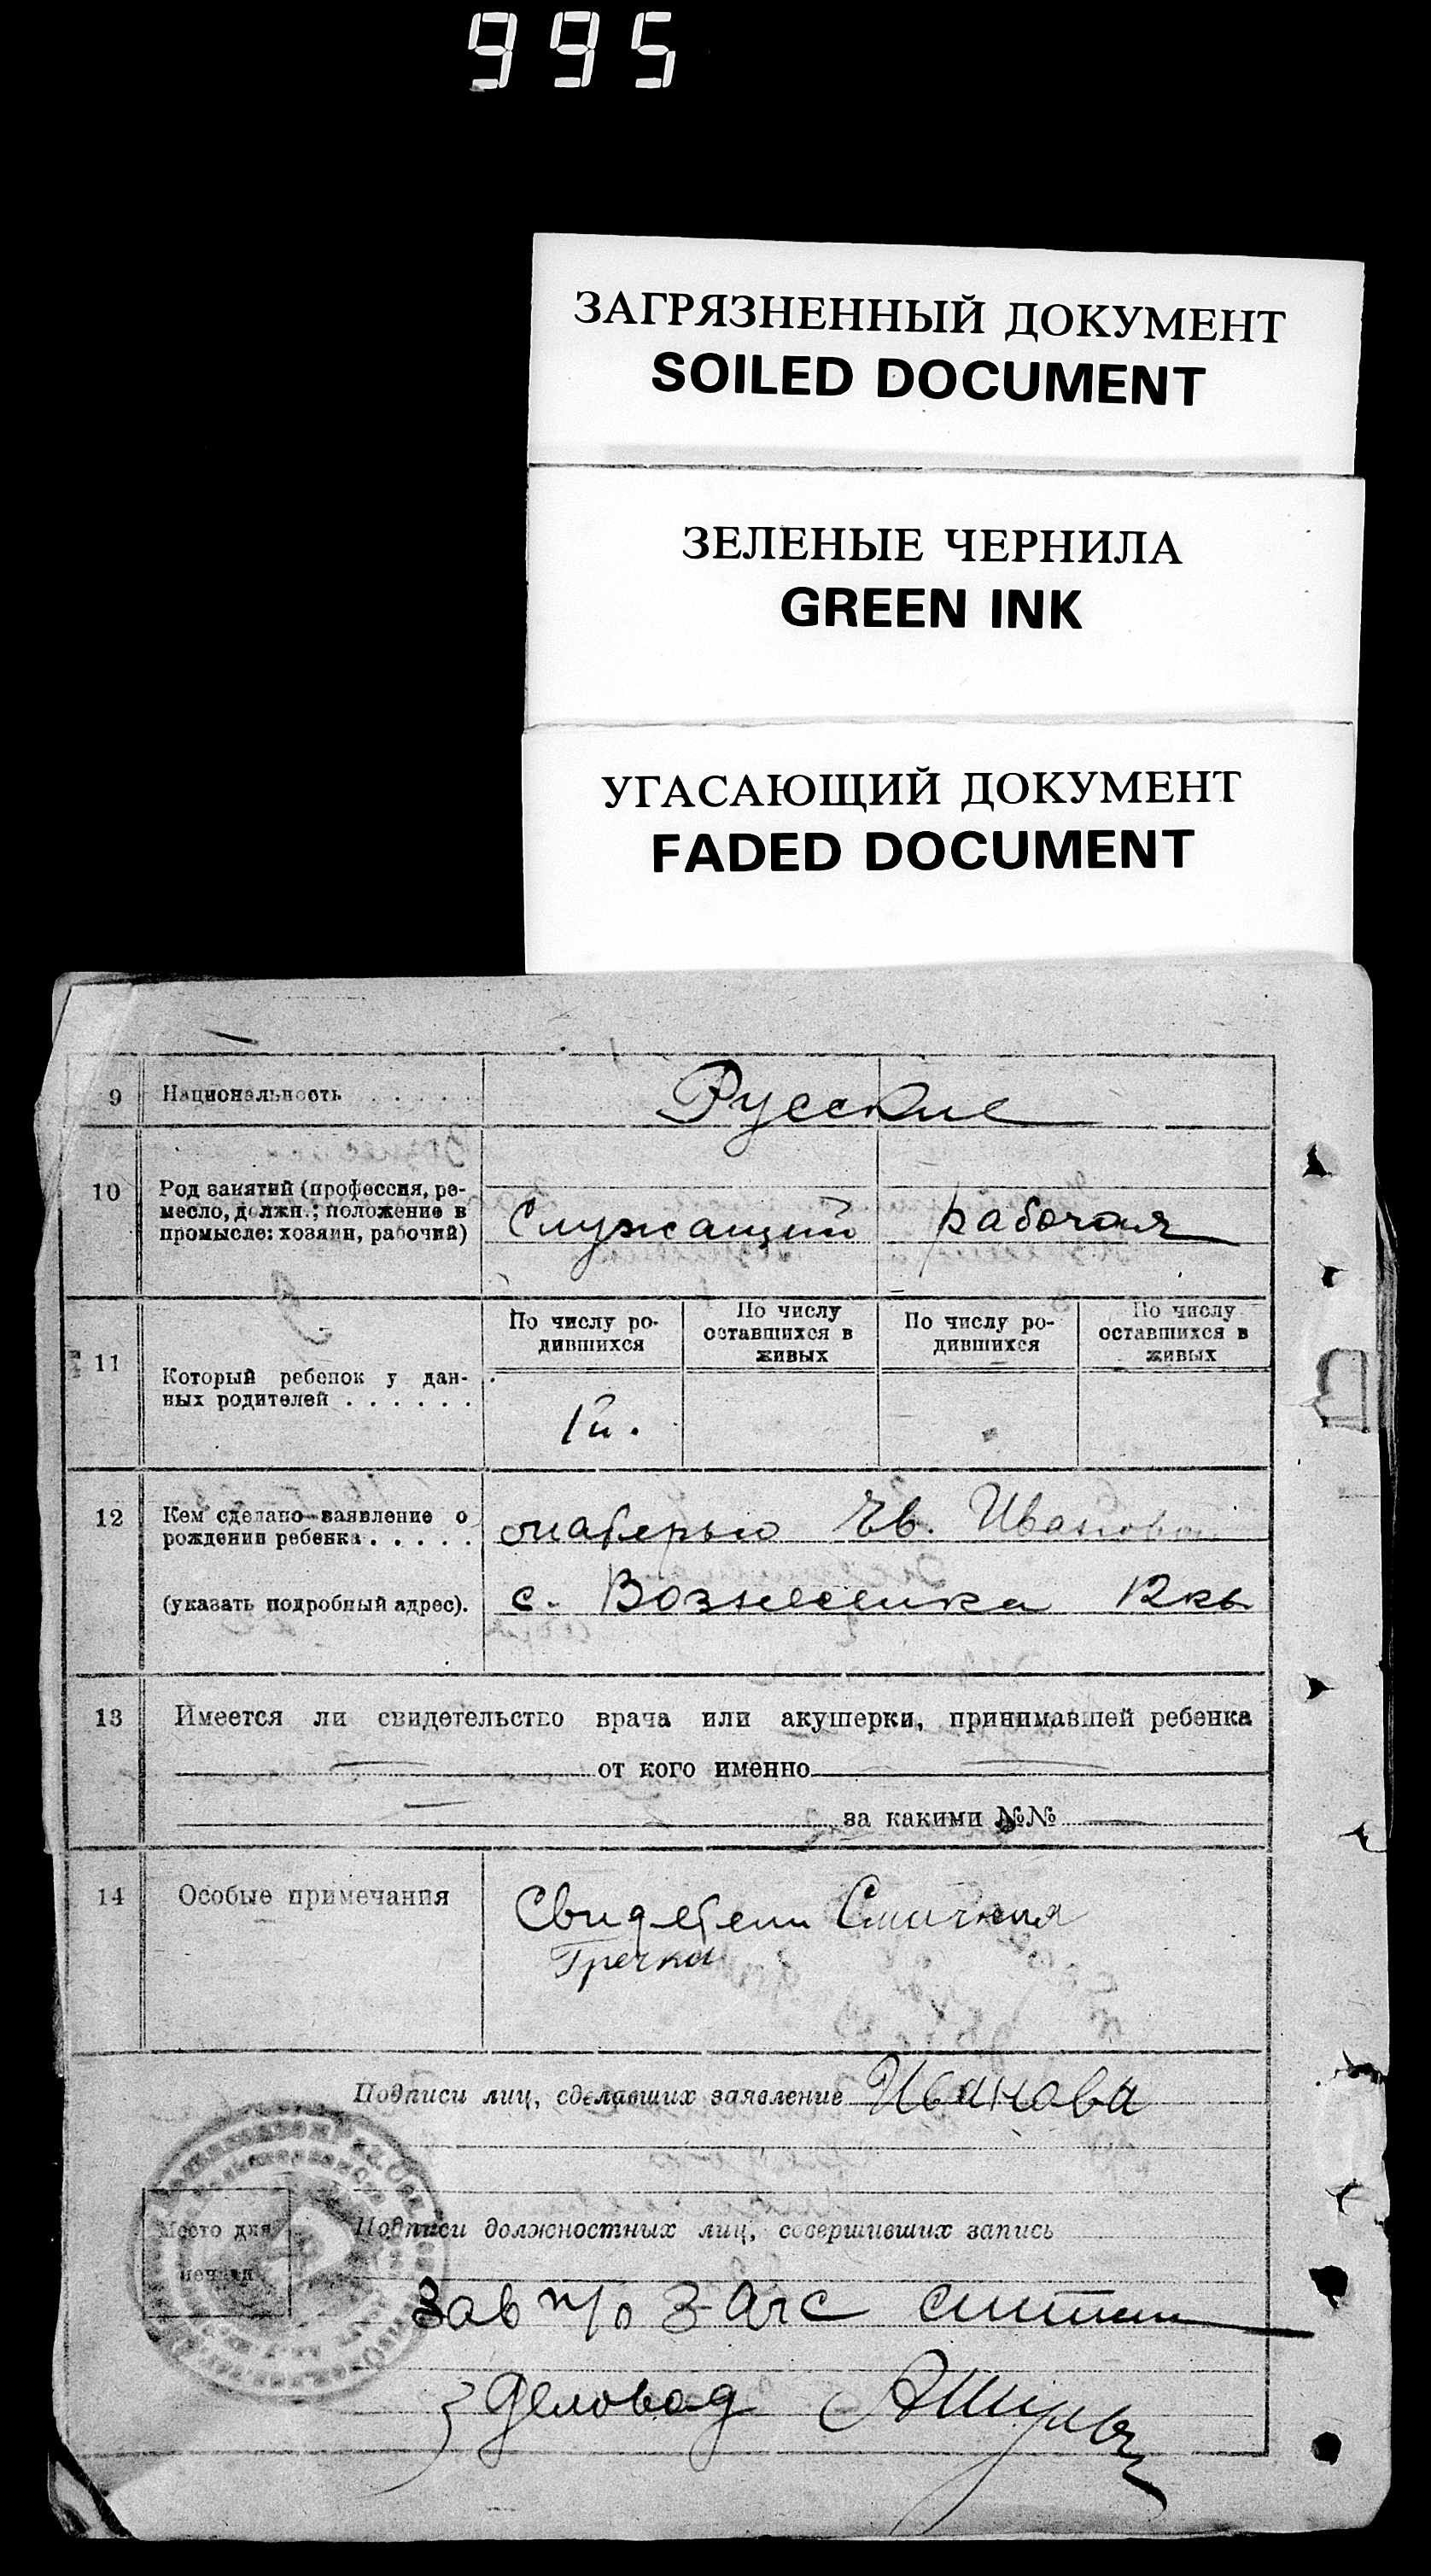 995
ЗАГРЯЗНЕННЫЙ ДОКУМЕНТ
SOILED DOCUMENT
ЗЕЛЕНЫЕ ЧЕРНИЛА
GREEN INK
УГАСАЮЩИЙ ДОКУМЕНТ
FADED DOCUMENT
9 Национальность . . . . . Русские
10 Род занятий (профессия, ре-
месло, должн.; положение в
промысле: хозяин, рабочий)
Служащий рабочая
По числу ро-
дившихся
По числу
оставшихся в
живых
По числу ро-
дившихся
По числу
оставшихся в
живых
11 Который ребенок у дан-
ных родителей . . . . . .
1й.
12 Кем сделано заявление о
рождении ребенка . . . . .
матерью Ив. Иванова
(указать подробный адрес).
с. Вознесенка 12 кв
13 Имеется ли свидетельство врача или акушерки, принимавшей ребенка
от кого именно
за какими №№
14 Особые примечания
Свидетели
Гречка
Подписи лиц, сделавших заявление Иванова
Место для
печати
Подписи должностных лиц, совершивших запись
Зав п/о Загс
Деловод